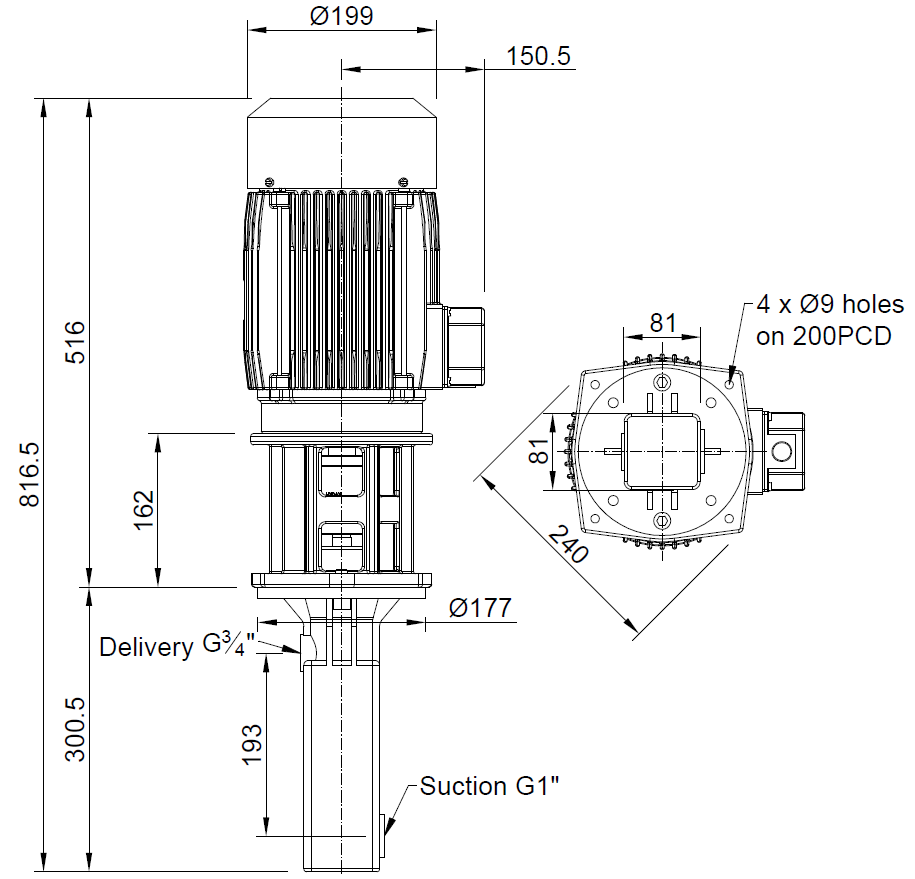 Ø199
150.5
4 x Ø9 holes
on 200PCD
81
516
81
816.5
162
240
Ø177
Delivery G¾"
300.5
193
Suction G1"